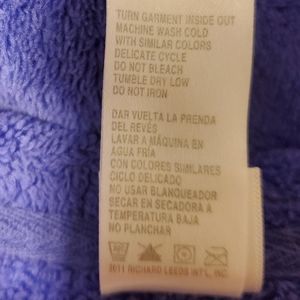 TURN GARMENT INSIDE OUT
MACHINE WASH COLD
WITH SIMILAR COLORS
DELICATE CYCLE
DO NOT BLEACH
TUMBLE DRY LOW
DO NOT IRON
DAR VUELTA LA PRENDA
DEL REVÉS
LAVAR A MÁQUINA EN
AGUA FRÍA
CON COLORES SIMILARES
CICLO DELICADO
NO USAR BLANQUEADOR
SECAR EN SECADORA A
TEMPERATURA BAJA
NO PLANCHAR
2011 RICHARD LEEDS INT'L, INC.